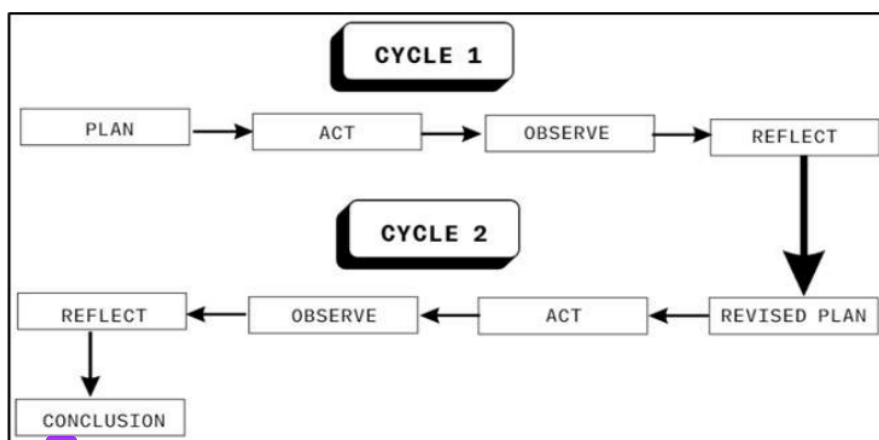 CYCLE 1
PLAN
ACT
OBSERVE
REFLECT
CYCLE 2
REFLECT
OBSERVE
ACT
REVISED PLAN
CONCLUSION